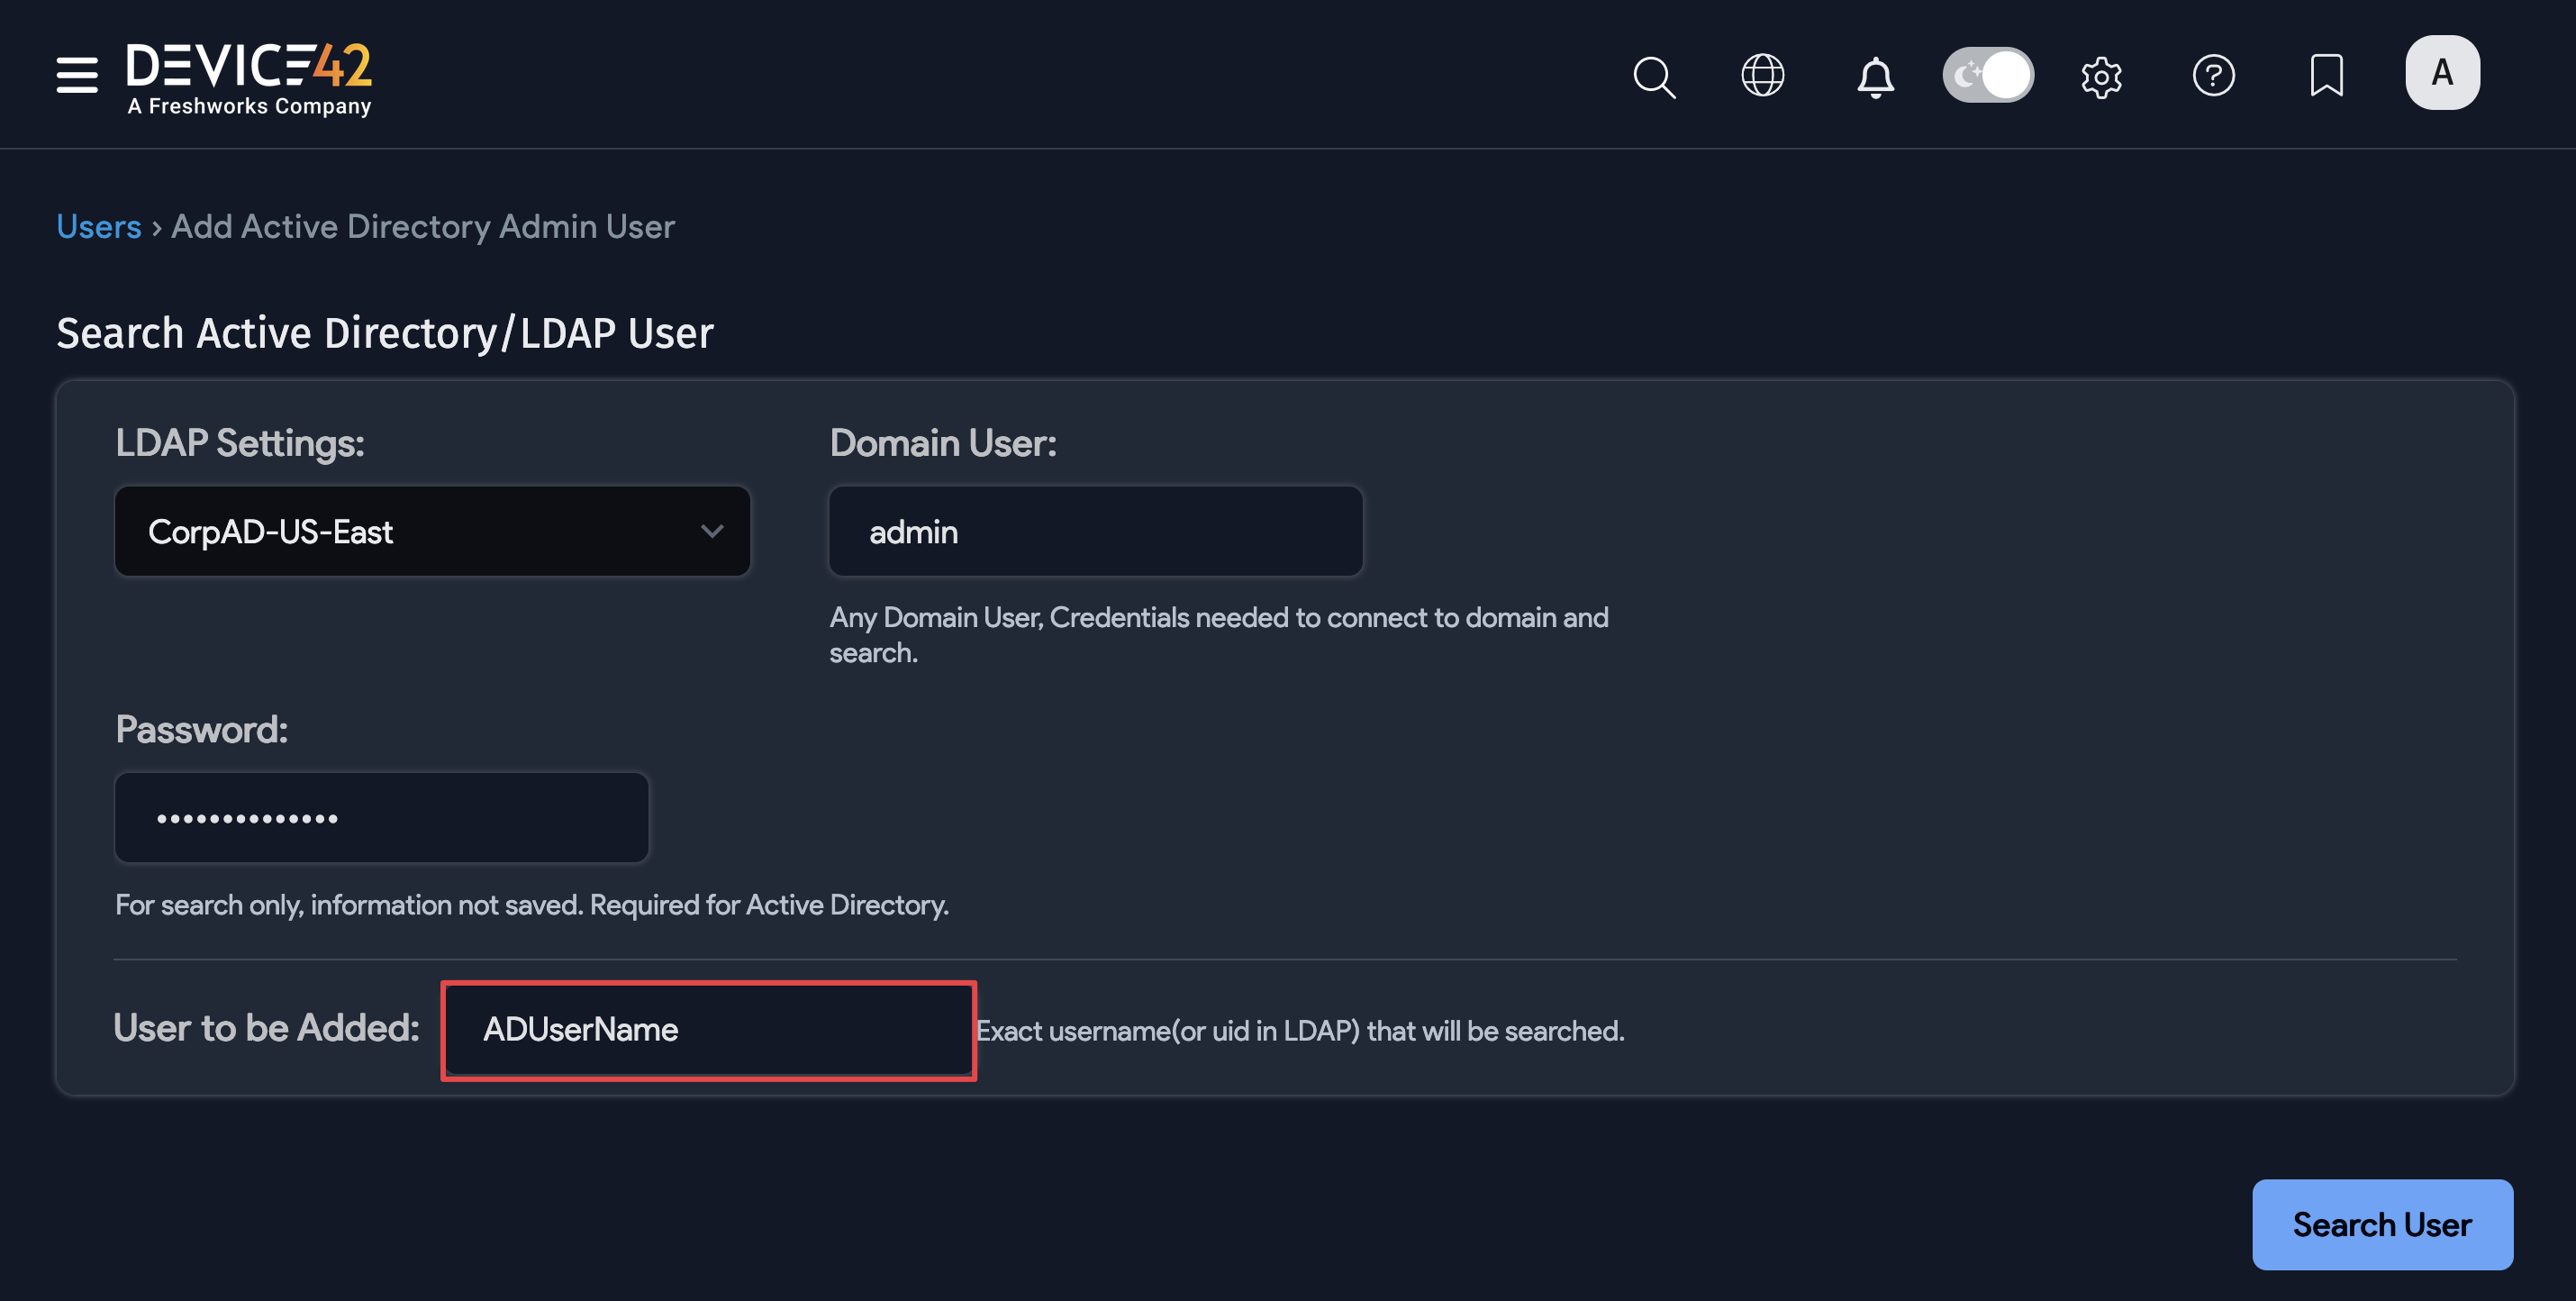 DEVICE42
A Freshworks Company
A
Users › Add Active Directory Admin User
Search Active Directory/LDAP User
LDAP Settings:
CorpAD-US-East
Domain User:
admin
Any Domain User, Credentials needed to connect to domain and
search.
Password:
••••••••••••••
For search only, information not saved. Required for Active Directory.
User to be Added: ADUserName Exact username(or uid in LDAP) that will be searched.
Search User